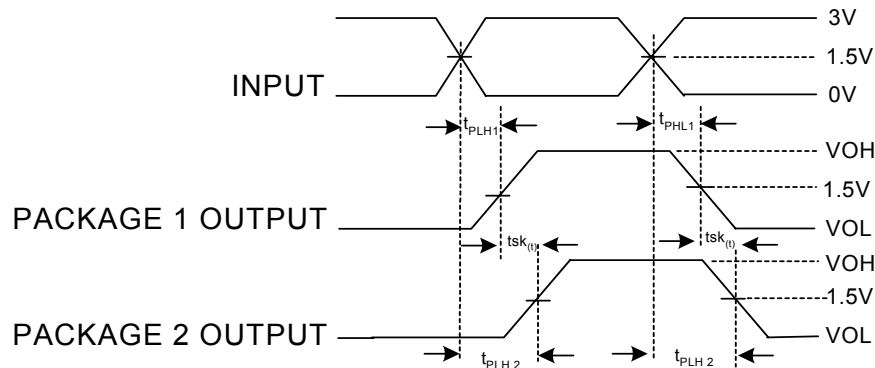 3V
1.5V
INPUT
0V
tPLH1
tPHL1
VOH
1.5V
PACKAGE 1 OUTPUT
VOL
tsk(t)
tsk(t)
VOH
1.5V
PACKAGE 2 OUTPUT
VOL
tPLH 2
tPLH 2